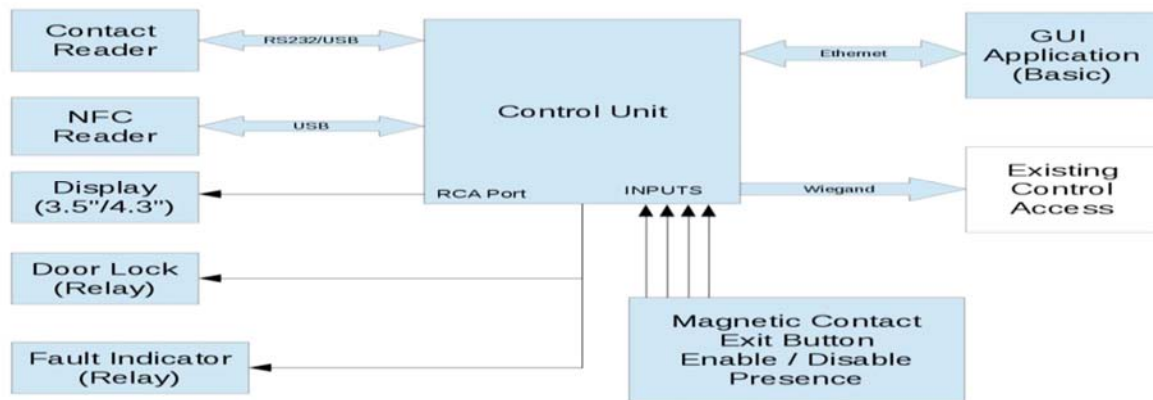 Contact
Reader
RS232/USB
Control Unit
Ethernet
GUI
Application
(Basic)
NFC
Reader
USB
Display
(3.5"/4.3")
RCA Port
INPUTS
Wiegand
Existing
Control
Access
Door Lock
(Relay)
Fault Indicator
(Relay)
Magnetic Contact
Exit Button
Enable / Disable
Presence